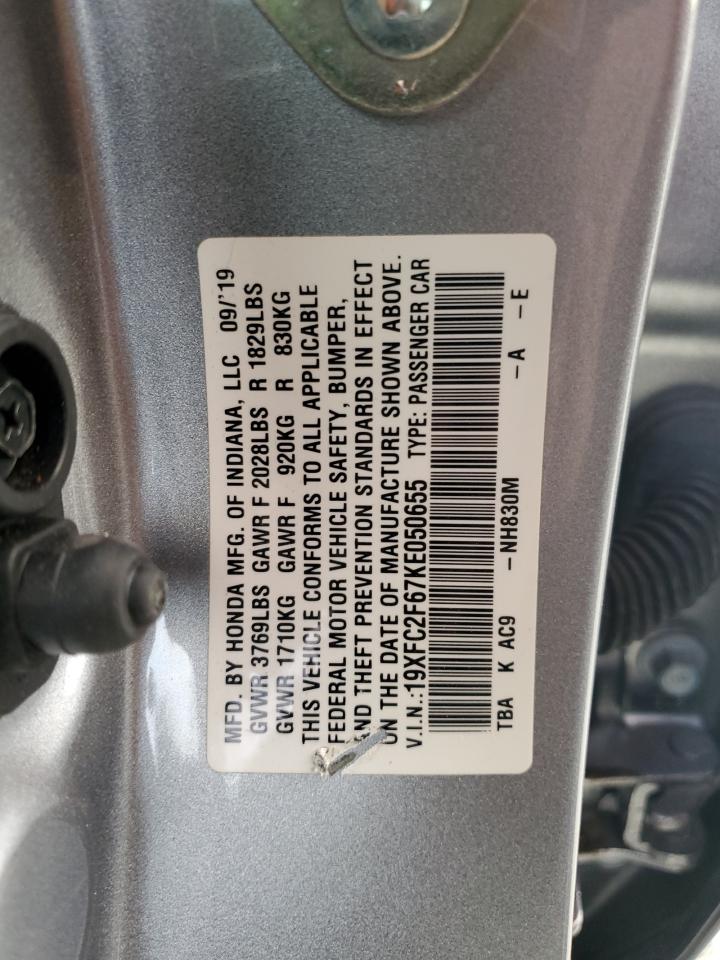 MFD. BY HONDA MFG. OF INDIANA, LLC 09/'19
GVWR 3769LBS GAWR F 2028LBS R 1829LBS
GVWR 1710KG GAWR F 920KG R 830KG
THIS VEHICLE CONFORMS TO ALL APPLICABLE
FEDERAL MOTOR VEHICLE SAFETY, BUMPER,
AND THEFT PREVENTION STANDARDS IN EFFECT
ON THE DATE OF MANUFACTURE SHOWN ABOVE.
V.I.N.:19XFC2F67KE050655 TYPE: PASSENGER CAR
TBA K AC9 -NH830M -A -E